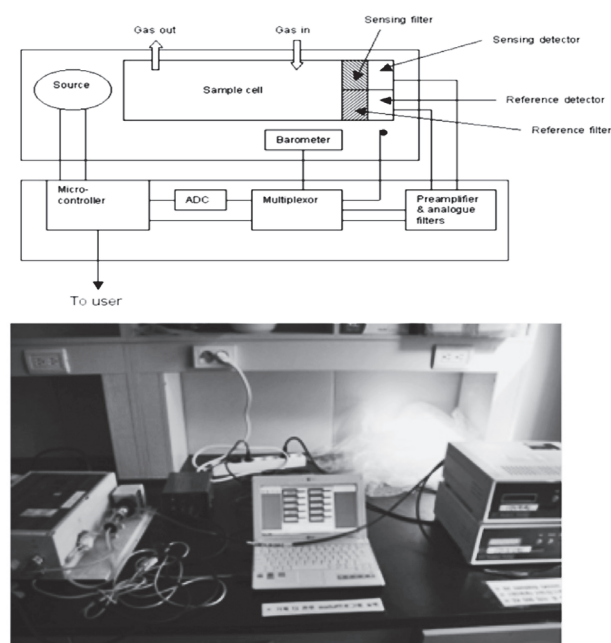 Gas out
Gas in
Sensing filter
Sensing detector
Source
Sample cell
Reference detector
Reference filter
Barometer
Micro-
controller
ADC
Multiplexor
Preamplifier
& analogue
filters
To user